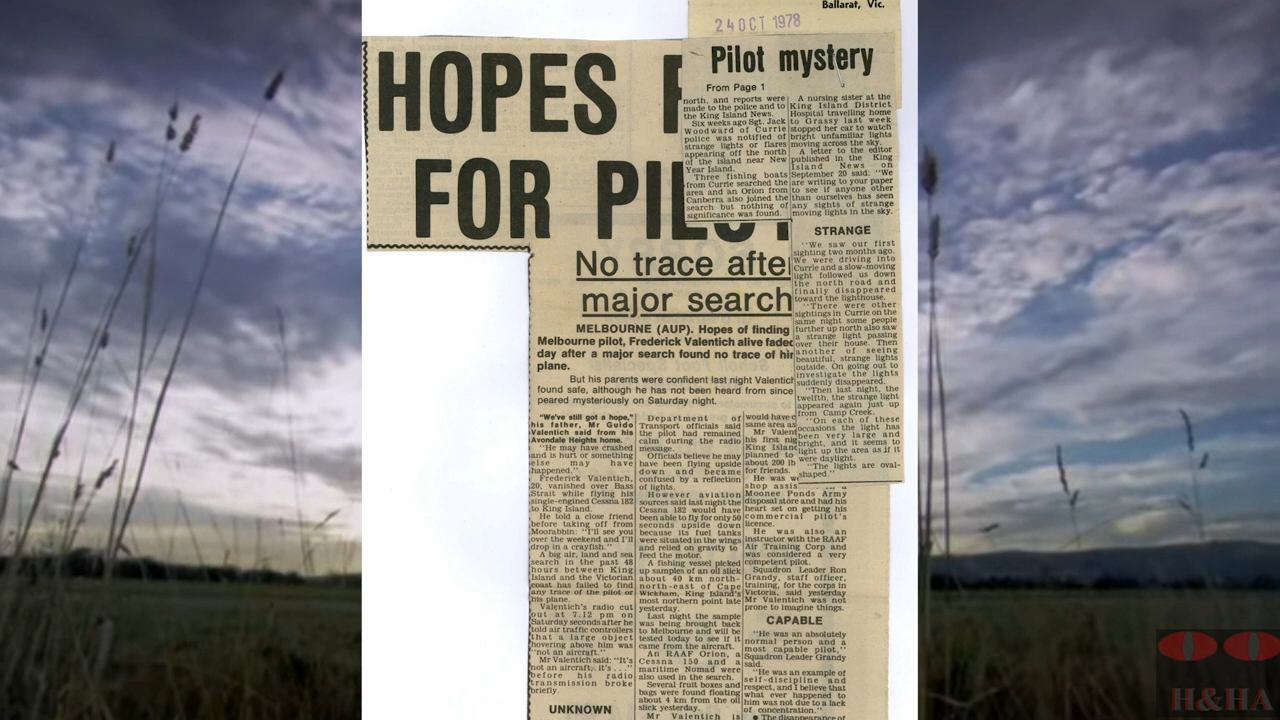 Ballarat, Vic.
24 OCT 1978
HOPES
FOR PILOT
No trace afte
major search
MELBOURNE (AUP). Hopes of finding
Melbourne pilot, Frederick Valentich alive faded
day after a major search found no trace of hi
plane.
But his parents were confident last night Valentich
found safe, although he has not been heard from since
peared mysteriously on Saturday night.
"We've still got a hope,"
his father, Mr Guido
Valentich said from his
Avondale Heights home.
"He may have crashed
and is hurt or something
else may have
happened."
Frederick Valentich,
20, vanished over Bass
Strait while flying his
single-engined Cessna 182
to King Island.
He told a close friend
before taking off from
Moorabbin: "I'll see you
over the weekend and I'll
drop in a crayfish."
A big air, land and sea
search in the past 48
hours between King
Island and the Victorian
coast has failed to find
any trace of the pilot or
his plane.
Valentich's radio cut
out at 7.12 pm on
Saturday seconds after he
told air traffic controllers
that a large object
hovering above him was
"not an aircraft."
Mr Valentich said: "It's
not an aircraft, it's . . ."
before his radio
transmission broke
briefly.
UNKNOWN
Department of
Transport officials said
the pilot had remained
calm during the radio
message.
Officials believe he may
have been flying upside
down and became
confused by a reflection
of lights.
However aviation
sources said last night the
Cessna 182 would have
been able to fly for only 50
seconds upside down
because its fuel tanks
were situated in the wings
and relied on gravity to
feed the motor.
A fishing vessel picked
up samples of an oil slick
about 40 km north-
north-east of Cape
Wickham, King Island's
most northern point late
yesterday.
Last night the sample
was being brought back
to Melbourne and will be
tested today to see if it
came from the aircraft.
An RAAF Orion, a
Cessna 150 and a
maritime Nomad were
also used in the search.
Several fruit boxes and
bags were found floating
about 4 km from the oil
slick yesterday.
Mr Valentich is
would have c
same area as
Mr Valent
his first nig
King Island
planned to
about 200 lb
for friends.
He was w
shop assis
Moonee Ponds Army
disposal store and had his
heart set on getting his
commercial pilot's
licence.
He was also an
instructor with the RAAF
Air Training Corp and
was considered a very
competent pilot.
Squadron Leader Ron
Grandy, staff officer,
training, for the corps in
Victoria, said yesterday
Mr Valentich was not
prone to imagine things.
CAPABLE
"He was an absolutely
normal person and a
most capable pilot,"
Squadron Leader Grandy
said.
"He was an example of
self-discipline and
respect, and I believe that
what ever happened to
him was not due to a lack
of concentration."
● The disappearance of
Pilot mystery
From Page 1
north, and reports were
made to the police and to
the King Island News.
Six weeks ago Sgt. Jack
Woodward of Currie
police was notified of
strange lights or flares
appearing off the north
of the island near New
Year Island.
Three fishing boats
from Currie searched the
area and an Orion from
Canberra also joined the
search but nothing of
significance was found.
A nursing sister at the
King Island District
Hospital travelling home
to Grassy last week
stopped her car to watch
bright unfamiliar lights
moving across the sky.
A letter to the editor
published in the King
Island News on
September 20 said: "We
are writing to your paper
to see if anyone other
than ourselves has seen
any sights of strange
moving lights in the sky.
STRANGE
"We saw our first
sighting two months ago.
We were driving into
Currie and a slow-moving
light followed us down
the north road and
finally disappeared
toward the lighthouse.
"There were other
sightings in Currie on the
same night some people
further up north also saw
a strange light passing
over their house. Then
another of seeing
beautiful, strange lights
outside. On going out to
investigate the lights
suddenly disappeared.
"Then last night, the
twelfth, the strange light
appeared again just up
from Camp Creek.
"On each of these
occasions the light has
been very large and
bright, and it seems to
light up the area as if it
were daylight.
"The lights are oval-
shaped."
H&HA